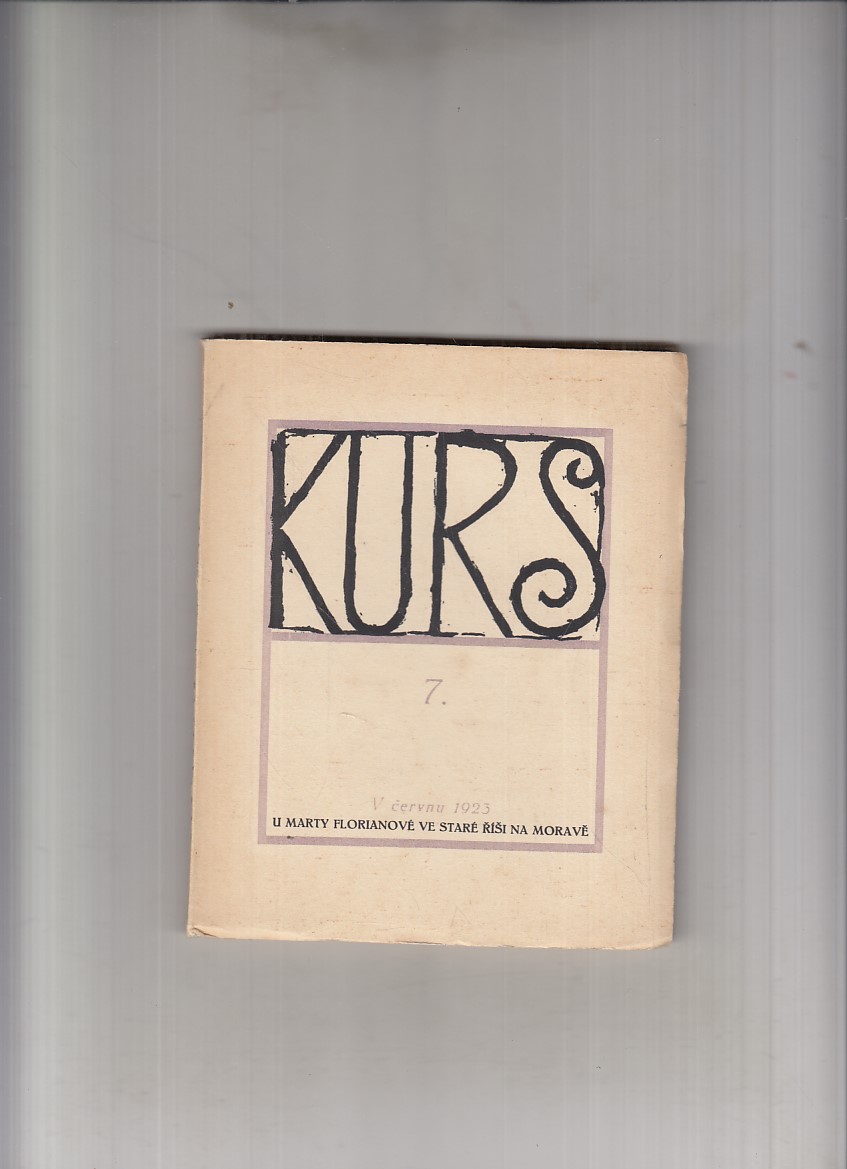 KURS
7.
V červnu 1923
U MARTY FLORIANOVÉ VE STARÉ ŘÍŠI NA MORAVĚ